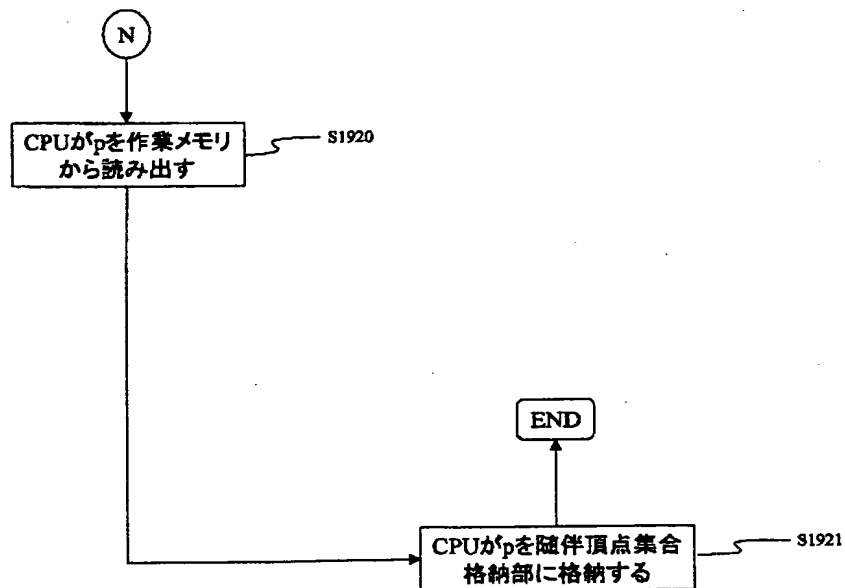 N
CPUがpを作業メモリ
から読み出す
S1920
END
CPUがpを随伴頂点集合
格納部に格納する
S1921